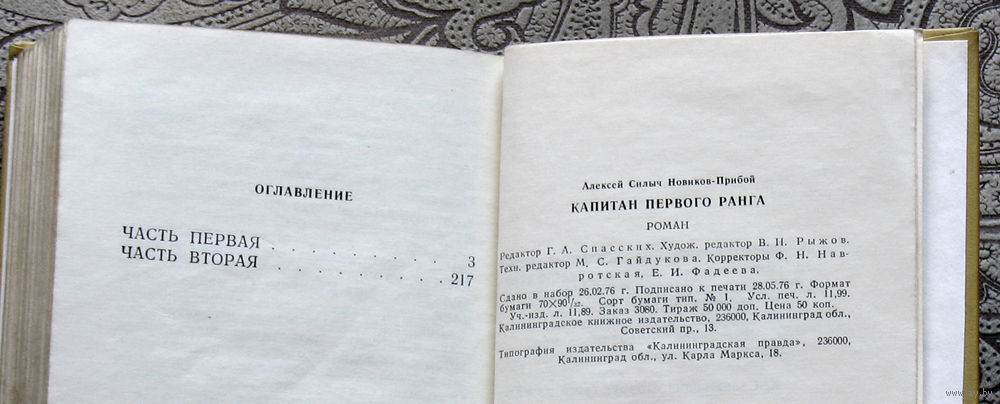 ОГЛАВЛЕНИЕ
ЧАСТЬ ПЕРВАЯ . . . . . . . . . . 3
ЧАСТЬ ВТОРАЯ . . . . . . . . . . 217
Алексей Силыч Новиков-Прибой
КАПИТАН ПЕРВОГО РАНГА
РОМАН
Редактор Г. А. Спасских. Худож. редактор В. Н. Рыжов.
Техн. редактор М. С. Гайдукова. Корректоры Ф. Н. Нав-
ротская, Е. И. Фадеева.
Сдано в набор 26.02.76 г. Подписано к печати 28.05.76 г. Формат
бумаги 70×90¹/₃₂. Сорт бумаги тип. № 1. Усл. печ. л. 11,99.
Уч.-изд. л. 11,89. Заказ 3080. Тираж 50 000 доп. Цена 50 коп.
Калининградское книжное издательство, 236000, Калининград обл.,
Советский пр., 13.
Типография издательства «Калининградская правда», 236000,
Калининград обл., ул. Карла Маркса, 18.